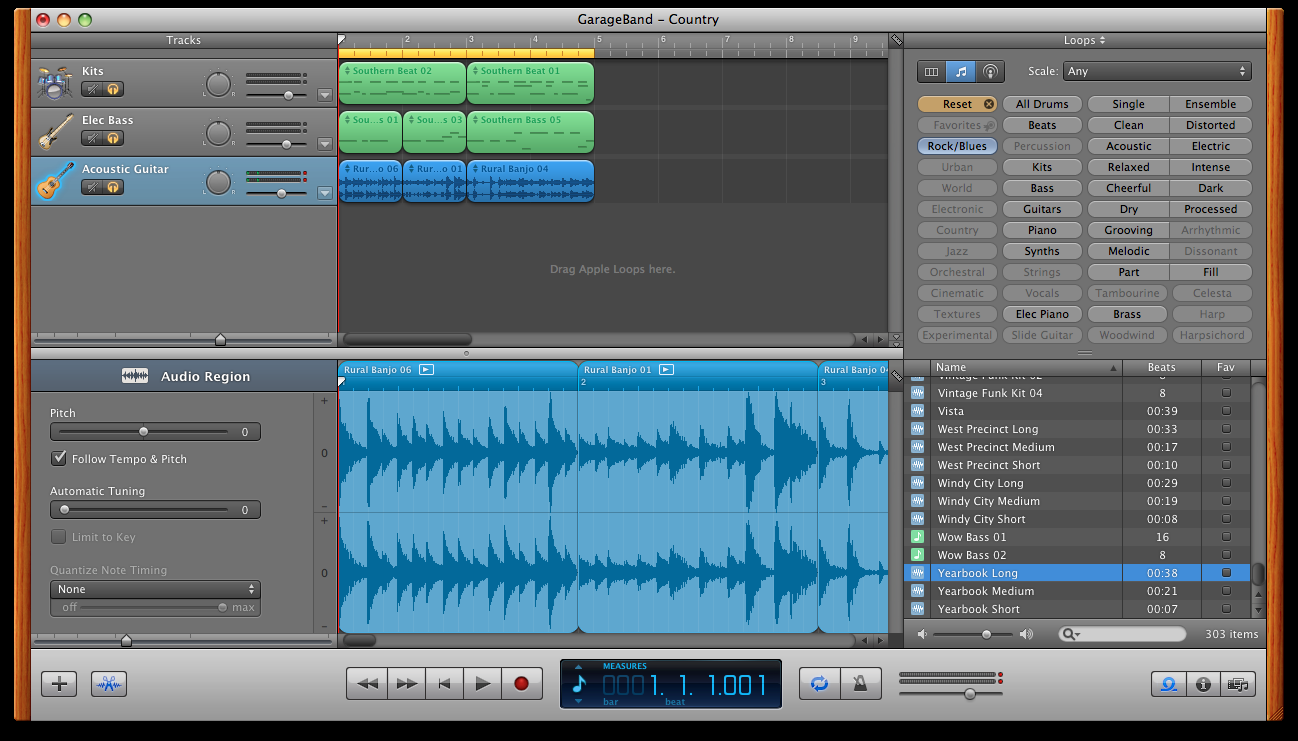 GarageBand – Country
Tracks
2 3 4 5 6 7 8 9
Loops
Kits
L R
Southern Beat 02
Southern Beat 01
Elec Bass
L R
Sou...s 01
Sou...s 03
Southern Bass 05
Acoustic Guitar
L R
Rur...o 06
Rur...o 01
Rural Banjo 04
Drag Apple Loops here.
Scale: Any
Reset All Drums Single Ensemble
Favorites Beats Clean Distorted
Rock/Blues Percussion Acoustic Electric
Urban Kits Relaxed Intense
World Bass Cheerful Dark
Electronic Guitars Dry Processed
Country Piano Grooving Arrhythmic
Jazz Synths Melodic Dissonant
Orchestral Strings Part Fill
Cinematic Vocals Tambourine Celesta
Textures Elec Piano Brass Harp
Experimental Slide Guitar Woodwind Harpsichord
Audio Region
Pitch
0
Follow Tempo & Pitch
Automatic Tuning
0
Limit to Key
Quantize Note Timing
None
off max
Rural Banjo 06
Rural Banjo 01
Rural Banjo 04
2 3
+
0
–
+
0
–
Name Beats Fav
Vintage Funk Kit 02 8
Vintage Funk Kit 04 8
Vista 00:39
West Precinct Long 00:33
West Precinct Medium 00:17
West Precinct Short 00:10
Windy City Long 00:29
Windy City Medium 00:19
Windy City Short 00:08
Wow Bass 01 16
Wow Bass 02 8
Yearbook Long 00:38
Yearbook Medium 00:21
Yearbook Short 00:07
303 items
MEASURES
0001. 1. 1.001
bar beat